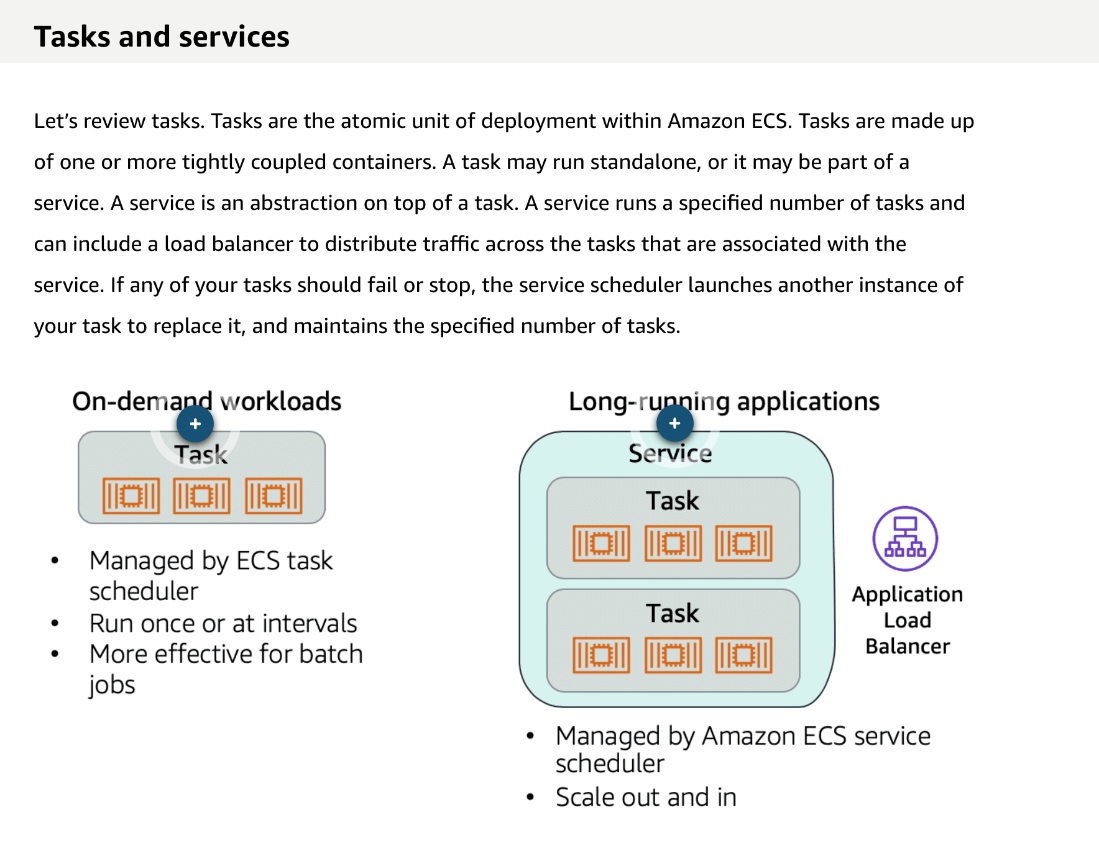 Tasks and services
Let’s review tasks. Tasks are the atomic unit of deployment within Amazon ECS. Tasks are made up
of one or more tightly coupled containers. A task may run standalone, or it may be part of a
service. A service is an abstraction on top of a task. A service runs a specified number of tasks and
can include a load balancer to distribute traffic across the tasks that are associated with the
service. If any of your tasks should fail or stop, the service scheduler launches another instance of
your task to replace it, and maintains the specified number of tasks.
On-demand workloads
+
Task
• Managed by ECS task
scheduler
• Run once or at intervals
• More effective for batch
jobs
Long-running applications
+
Service
Task
Task
Application
Load
Balancer
• Managed by Amazon ECS service
scheduler
• Scale out and in